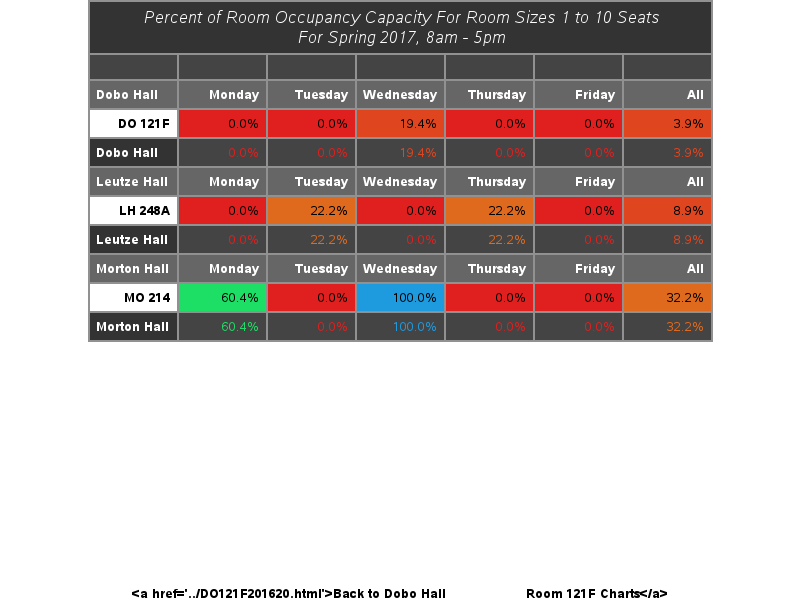 Percent of Room Occupancy Capacity For Room Sizes 1 to 10 Seats
For Spring 2017, 8am - 5pm
Dobo Hall Monday Tuesday Wednesday Thursday Friday All
DO 121F 0.0% 0.0% 19.4% 0.0% 0.0% 3.9%
Dobo Hall 0.0% 0.0% 19.4% 0.0% 0.0% 3.9%
Leutze Hall Monday Tuesday Wednesday Thursday Friday All
LH 248A 0.0% 22.2% 0.0% 22.2% 0.0% 8.9%
Leutze Hall 0.0% 22.2% 0.0% 22.2% 0.0% 8.9%
Morton Hall Monday Tuesday Wednesday Thursday Friday All
MO 214 60.4% 0.0% 100.0% 0.0% 0.0% 32.2%
Morton Hall 60.4% 0.0% 100.0% 0.0% 0.0% 32.2%
<a href='../DO121F201620.html'>Back to Dobo Hall Room 121F Charts</a>